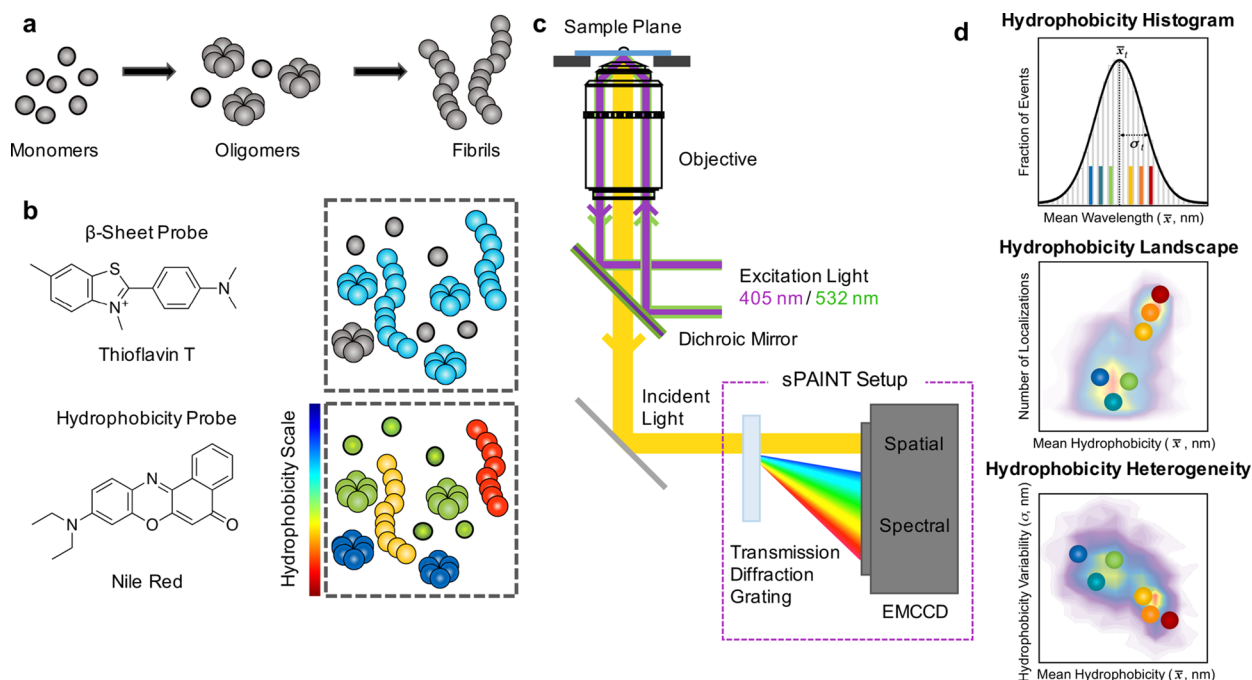 a
Monomers
Oligomers
Fibrils
b
β-Sheet Probe
S
N+
N
Thioflavin T
Hydrophobicity Probe
N
N
O
O
Nile Red
Hydrophobicity Scale
c
Sample Plane
Objective
Excitation Light
405 nm / 532 nm
Dichroic Mirror
Incident
Light
sPAINT Setup
Spatial
Spectral
Transmission
Diffraction
Grating
EMCCD
d
Hydrophobicity Histogram
x̅t
σt
Fraction of Events
Mean Wavelength (x̅, nm)
Hydrophobicity Landscape
Number of Localizations
Mean Hydrophobicity (x̅, nm)
Hydrophobicity Heterogeneity
Hydrophobicity Variability (σ, nm)
Mean Hydrophobicity (x̅, nm)